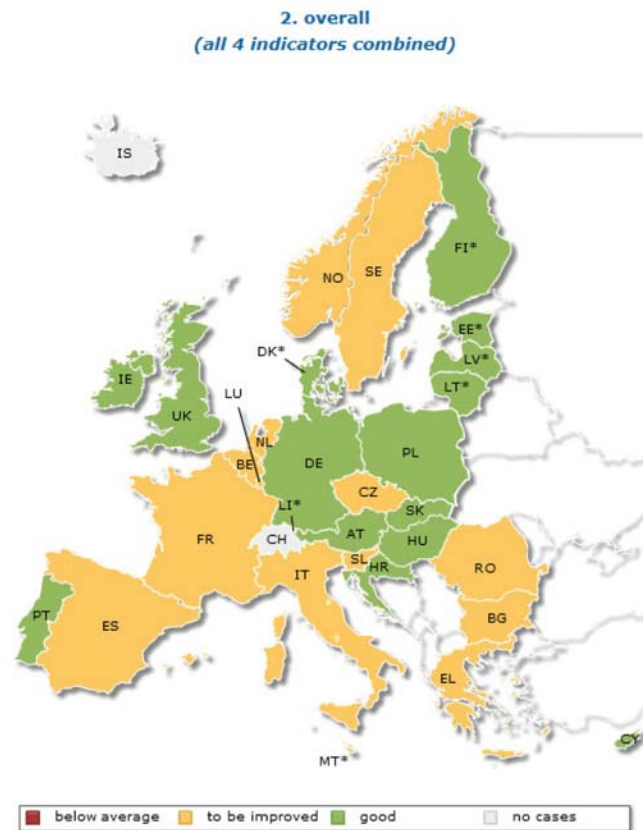 2. overall
(all 4 indicators combined)
IS
FI*
NO
SE
EE*
LV*
DK*
LT*
IE
LU
UK
NL
DE
PL
BE
CZ
LI*
SK
AT
FR
CH
HU
SL
HR
IT
RO
PT
ES
BG
EL
CY
MT*
below average to be improved good no cases